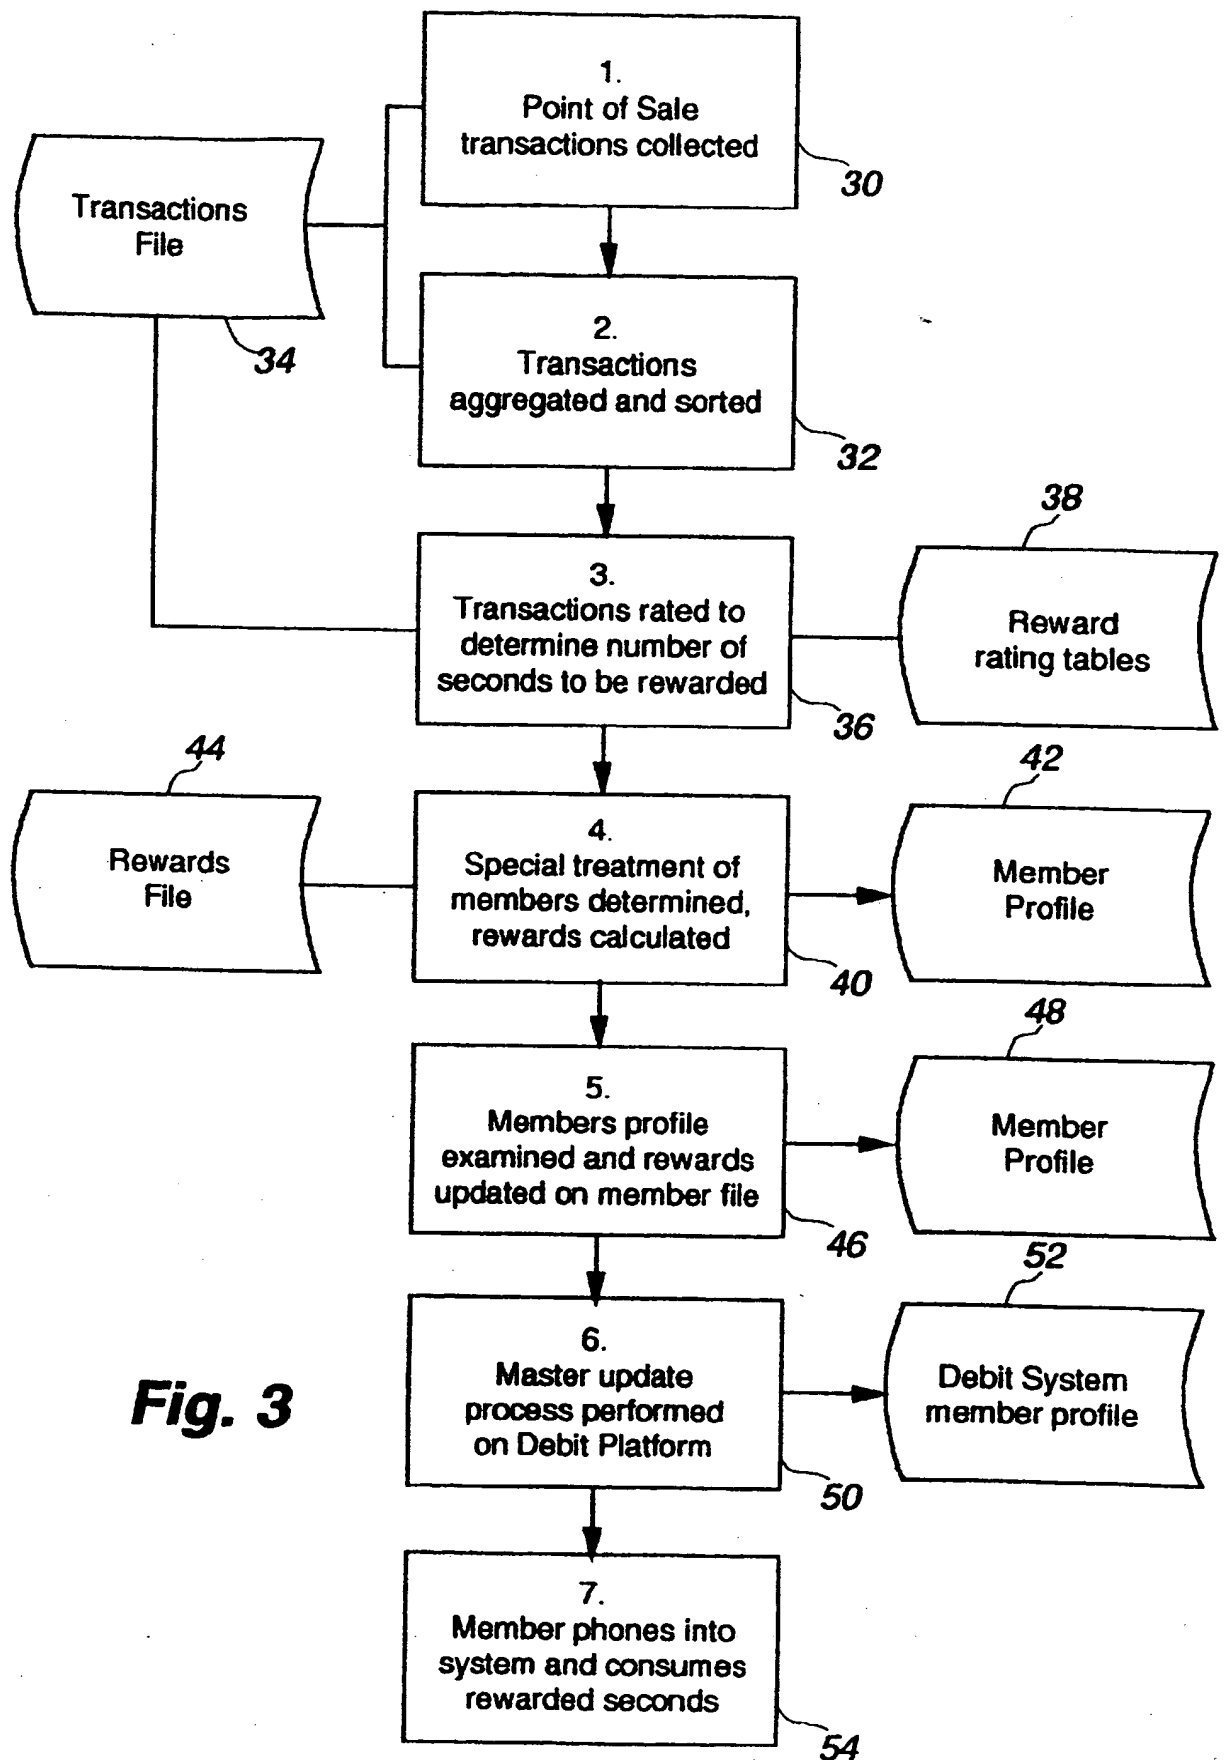 1.
Point of Sale
transactions collected
30
Transactions
File
34
2.
Transactions
aggregated and sorted
32
3.
Transactions rated to
determine number of
seconds to be rewarded
36
38
Reward
rating tables
44
Rewards
File
4.
Special treatment of
members determined,
rewards calculated
40
42
Member
Profile
5.
Members profile
examined and rewards
updated on member file
46
48
Member
Profile
6.
Master update
process performed
on Debit Platform
50
52
Debit System
member profile
Fig. 3
7.
Member phones into
system and consumes
rewarded seconds
54